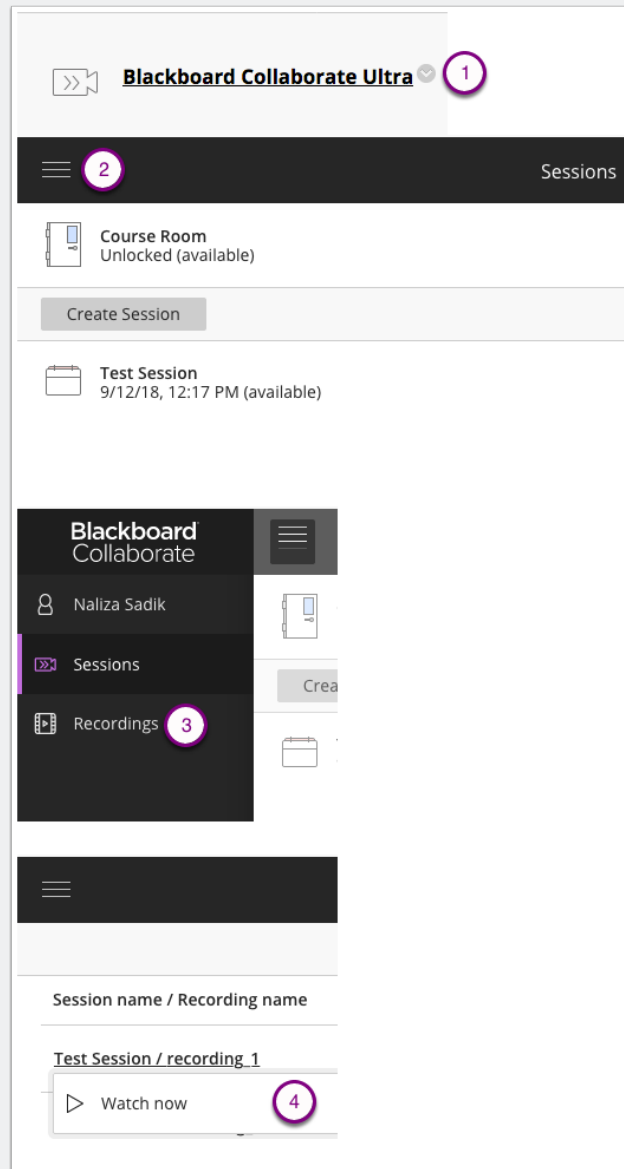 Blackboard Collaborate Ultra 1
2 Sessions
Course Room
Unlocked (available)
Create Session
Test Session
9/12/18, 12:17 PM (available)
Blackboard
Collaborate
Naliza Sadik
Sessions
Crea
Recordings 3
Session name / Recording name
Test Session / recording_1
Watch now 4